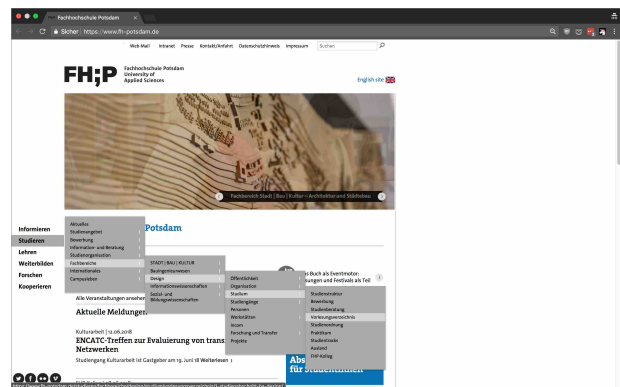 Fachhochschule Potsdam
Sicher | https://www.fh-potsdam.de
Web-Mail Intranet Presse Kontakt/Anfahrt Datenschutzhinweis Impressum Suchen
FH;P
Fachhochschule Potsdam
University of
Applied Sciences
English site
Fachbereich Stadt | Bau | Kultur – Architektur und Städtebau
Informieren
Studieren
Lehren
Weiterbilden
Forschen
Kooperieren
Aktuelles
Studienangebot
Bewerbung
Information- und Beratung
Studienorganisation
Fachbereiche
Internationales
Campusleben
Potsdam
STADT | BAU | KULTUR
Bauingenieurwesen
Design
Informationswissenschaften
Sozial- und
Bildungswissenschaften
Öffentlichkeit
Organisation
Studium
Studiengänge
Personen
Werkstätten
Incom
Forschung und Transfer
Projekte
Studienstruktur
Bewerbung
Studienberatung
Vorlesungsverzeichnis
Studienordnung
Praktikum
Studienstarke
Ausland
FHP-Kolleg
s Buch als Eventmotor:
sungen und Festivals als Teil
Alle Veranstaltungen ansehen
Aktuelle Meldungen
Kulturarbeit | 12.06.2018
ENCATC-Treffen zur Evaluierung von trans
Netzwerken
Studiengang Kulturarbeit ist Gastgeber am 19. Juni 18 Weiterlesen
Abs
für Studentinnen